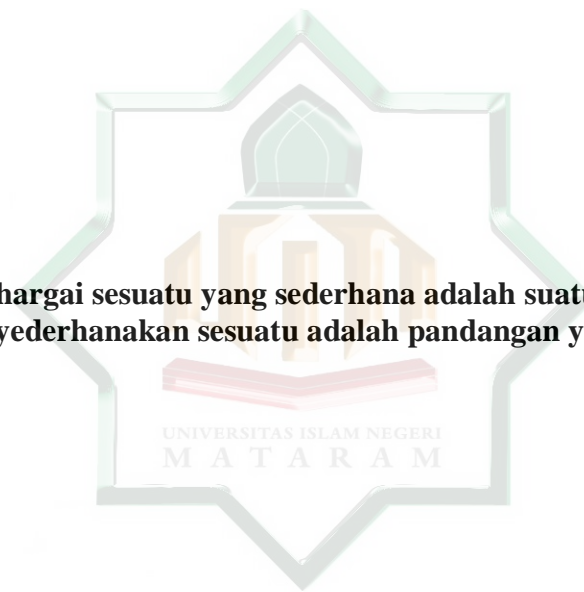 hargai sesuatu yang sederhana adalah suatu
yederhanakan sesuatu adalah pandangan y
UNIVERSITAS ISLAM NEGERI
M A T A R A M